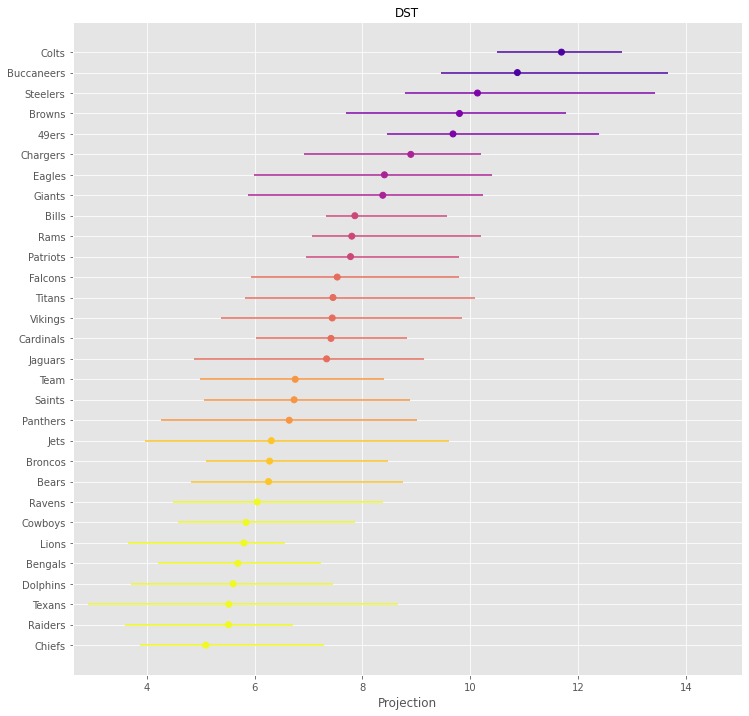 DST
Colts
Buccaneers
Steelers
Browns
49ers
Chargers
Eagles
Giants
Bills
Rams
Patriots
Falcons
Titans
Vikings
Cardinals
Jaguars
Team
Saints
Panthers
Jets
Broncos
Bears
Ravens
Cowboys
Lions
Bengals
Dolphins
Texans
Raiders
Chiefs
4 6 8 10 12 14
Projection